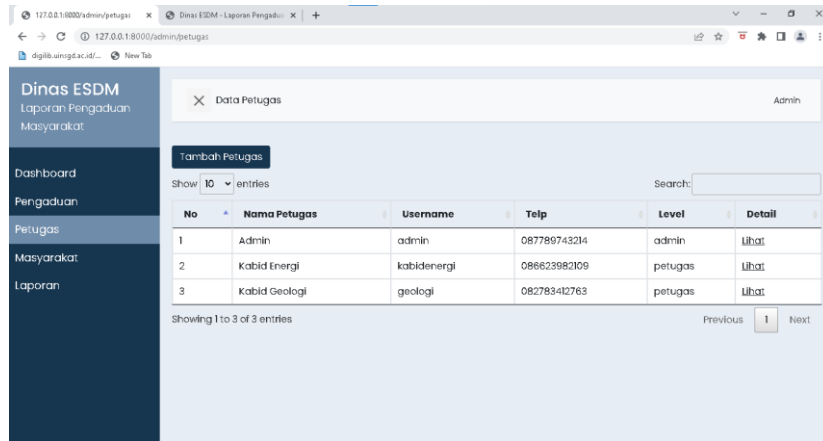 127.0.0.1:8000/admin/petugas
Dinas ESDM - Laporan Pengadua
127.0.0.1:8000/admin/petugas
digilib.uinsgd.ac.id/...
New Tab
Dinas ESDM
Laporan Pengaduan
Masyarakat
Dashboard
Pengaduan
Petugas
Masyarakat
Laporan
Data Petugas
Admin
Tambah Petugas
Show 10 entries
Search:
No Nama Petugas Username Telp Level Detail
1 Admin admin 087789743214 admin Lihat
2 Kabid Energi kabidenergi 086623982109 petugas Lihat
3 Kabid Geologi geologi 082783412763 petugas Lihat
Showing 1 to 3 of 3 entries
Previous 1 Next